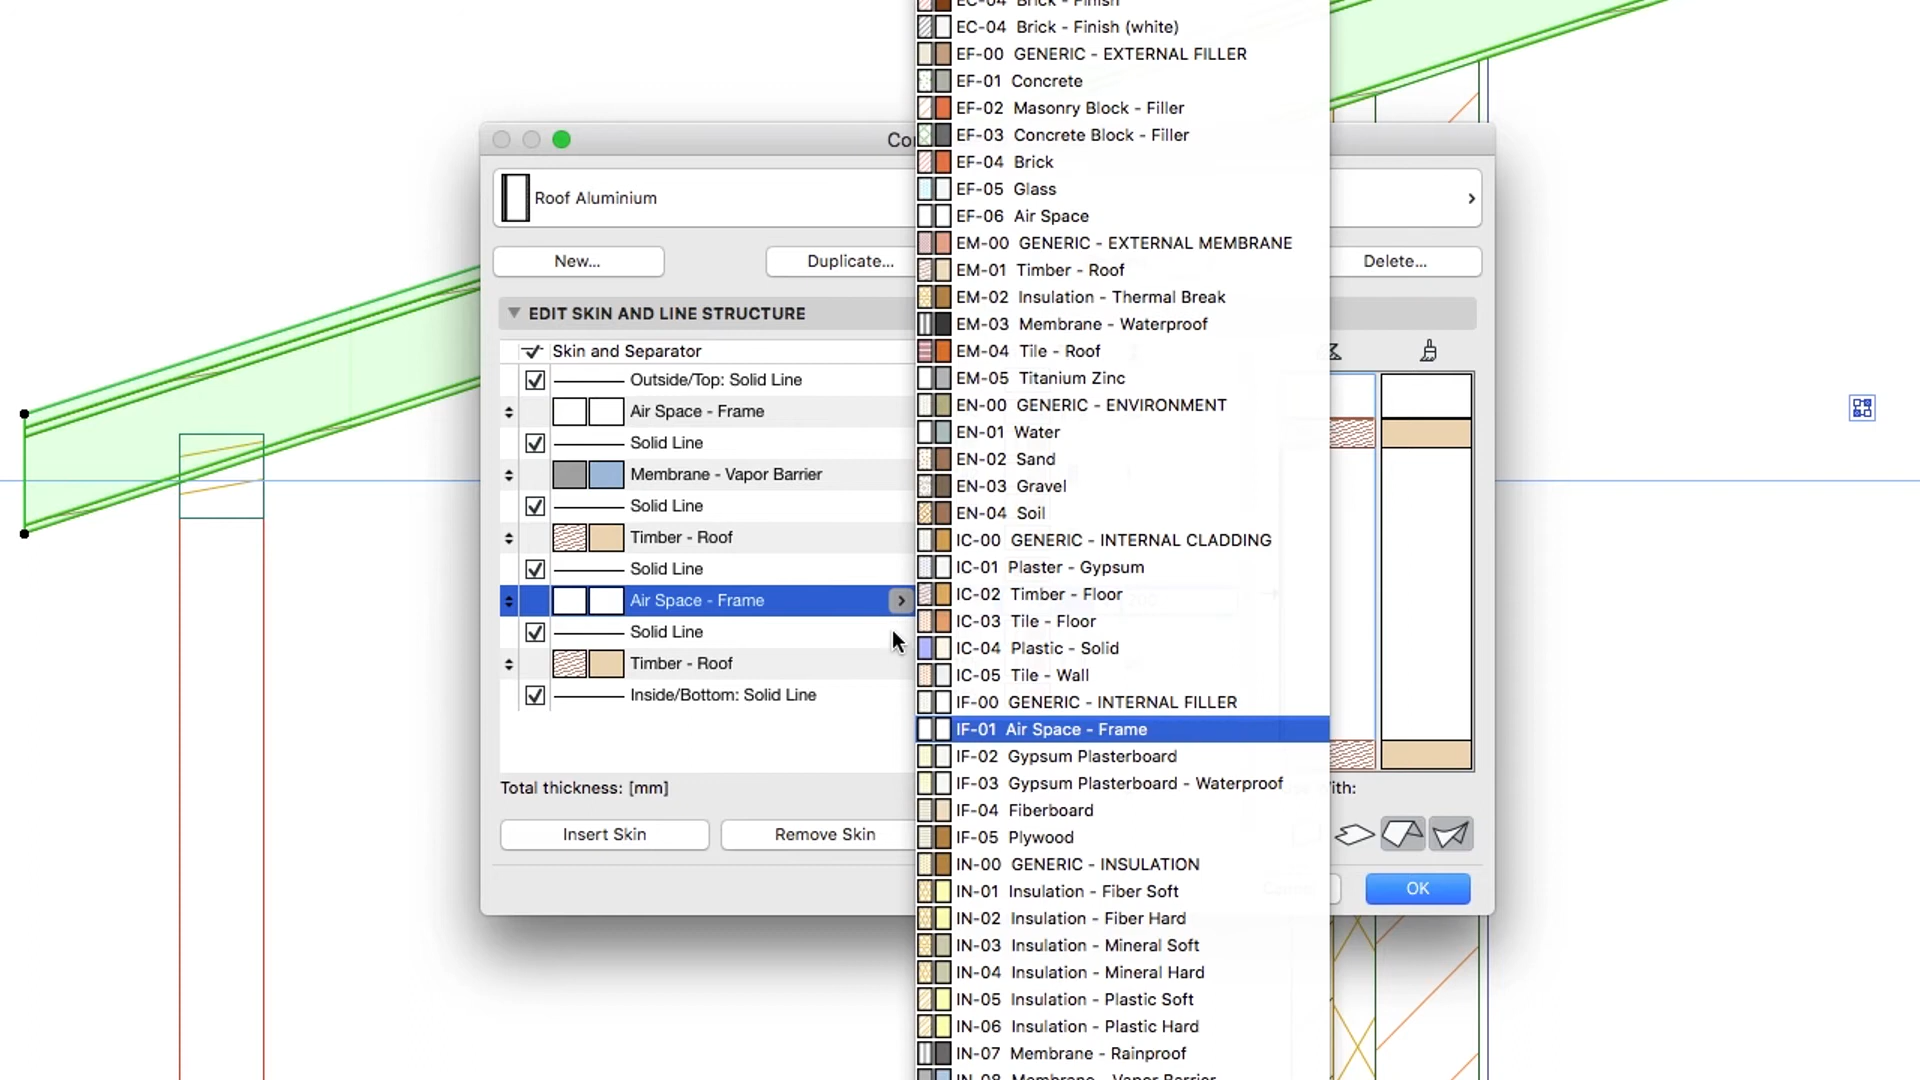 EC-04 Brick - Finish
EC-04 Brick - Finish (white)
EF-00 GENERIC - EXTERNAL FILLER
EF-01 Concrete
EF-02 Masonry Block - Filler
EF-03 Concrete Block - Filler
EF-04 Brick
EF-05 Glass
EF-06 Air Space
EM-00 GENERIC - EXTERNAL MEMBRANE
EM-01 Timber - Roof
EM-02 Insulation - Thermal Break
EM-03 Membrane - Waterproof
EM-04 Tile - Roof
EM-05 Titanium Zinc
EN-00 GENERIC - ENVIRONMENT
EN-01 Water
EN-02 Sand
EN-03 Gravel
EN-04 Soil
IC-00 GENERIC - INTERNAL CLADDING
IC-01 Plaster - Gypsum
IC-02 Timber - Floor
IC-03 Tile - Floor
IC-04 Plastic - Solid
IC-05 Tile - Wall
IF-00 GENERIC - INTERNAL FILLER
IF-01 Air Space - Frame
IF-02 Gypsum Plasterboard
IF-03 Gypsum Plasterboard - Waterproof
IF-04 Fiberboard
IF-05 Plywood
IN-00 GENERIC - INSULATION
IN-01 Insulation - Fiber Soft
IN-02 Insulation - Fiber Hard
IN-03 Insulation - Mineral Soft
IN-04 Insulation - Mineral Hard
IN-05 Insulation - Plastic Soft
IN-06 Insulation - Plastic Hard
IN-07 Membrane - Rainproof
IN-08 Membrane - Vapor Barrier
Roof Aluminium
New...
Duplicate...
Delete...
EDIT SKIN AND LINE STRUCTURE
Skin and Separator
Outside/Top: Solid Line
Air Space - Frame
Solid Line
Membrane - Vapor Barrier
Solid Line
Timber - Roof
Solid Line
Air Space - Frame
Solid Line
Timber - Roof
Inside/Bottom: Solid Line
Total thickness: [mm]
Insert Skin
Remove Skin
With:
OK